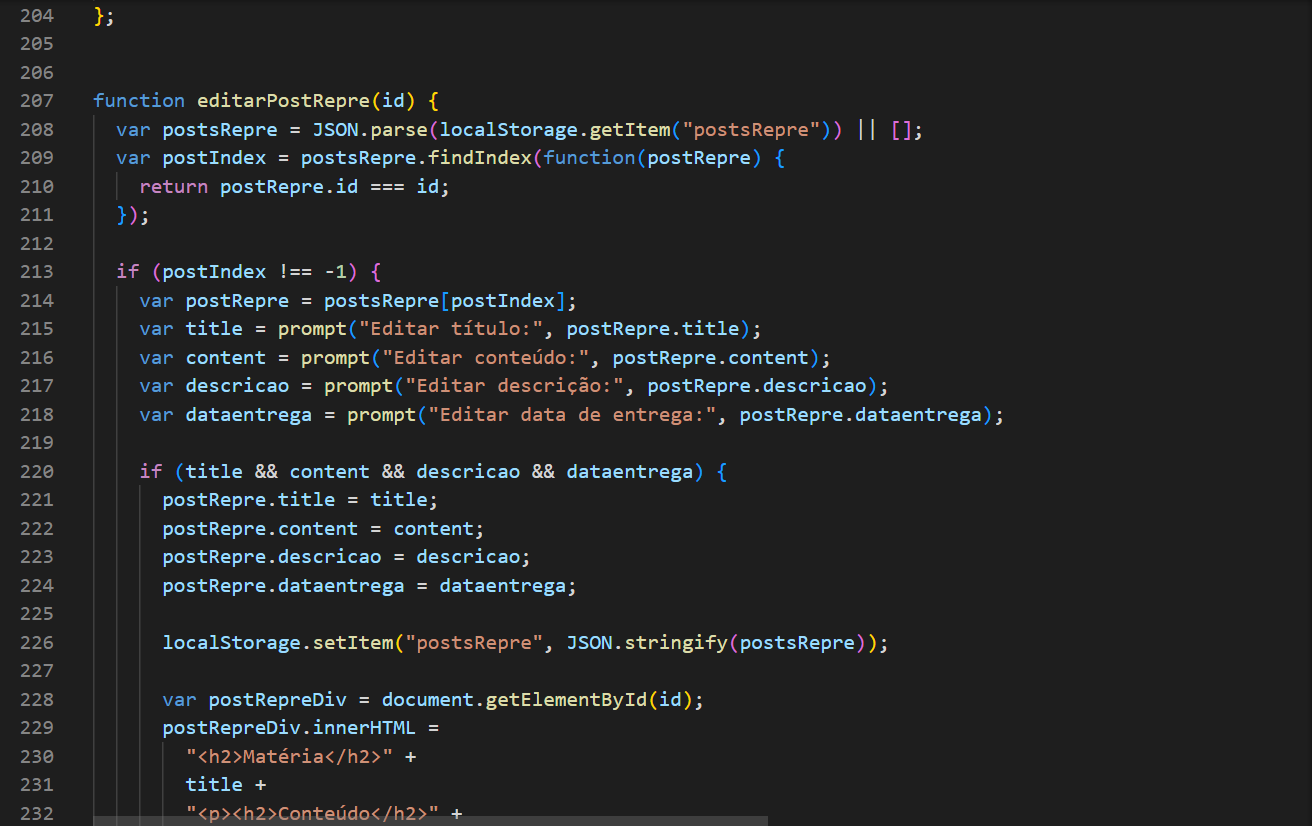 204 };
205
206
207 function editarPostRepre(id) {
208 var postsRepre = JSON.parse(localStorage.getItem("postsRepre")) || [];
209 var postIndex = postsRepre.findIndex(function(postRepre) {
210 return postRepre.id === id;
211 });
212
213 if (postIndex !== -1) {
214 var postRepre = postsRepre[postIndex];
215 var title = prompt("Editar título:", postRepre.title);
216 var content = prompt("Editar conteúdo:", postRepre.content);
217 var descricao = prompt("Editar descrição:", postRepre.descricao);
218 var dataentrega = prompt("Editar data de entrega:", postRepre.dataentrega);
219
220 if (title && content && descricao && dataentrega) {
221 postRepre.title = title;
222 postRepre.content = content;
223 postRepre.descricao = descricao;
224 postRepre.dataentrega = dataentrega;
225
226 localStorage.setItem("postsRepre", JSON.stringify(postsRepre));
227
228 var postRepreDiv = document.getElementById(id);
229 postRepreDiv.innerHTML =
230 "<h2>Matéria</h2>" +
231 title +
232 "<p><h2>Conteúdo</h2>" +